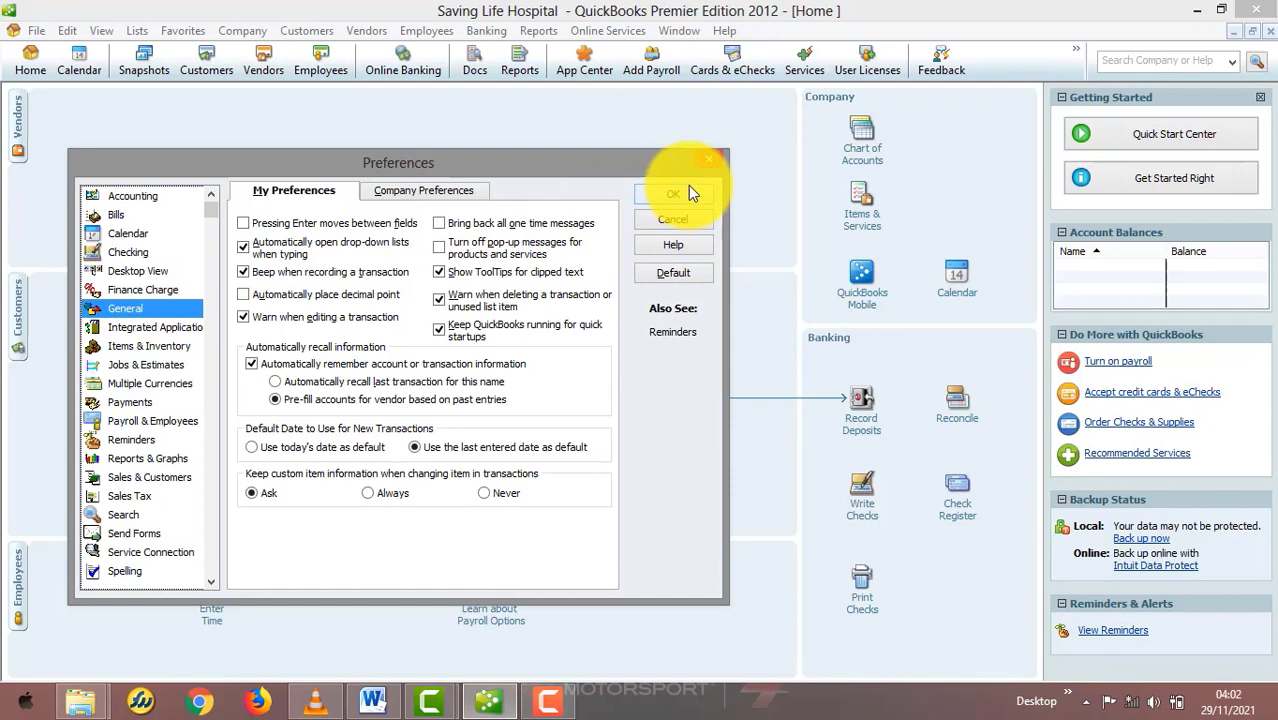 Saving Life Hospital - QuickBooks Premier Edition 2012 - [Home ]
File Edit View Lists Favorites Company Customers Vendors Employees Banking Reports Online Services Window Help
Home Calendar Snapshots Customers Vendors Employees Online Banking Docs Reports App Center Add Payroll Cards & eChecks Services User Licenses Feedback
Search Company or Help
Vendors
Customers
Employees
Preferences
Accounting
Bills
Calendar
Checking
Desktop View
Finance Charge
General
Integrated Applicatio
Items & Inventory
Jobs & Estimates
Multiple Currencies
Payments
Payroll & Employees
Reminders
Reports & Graphs
Sales & Customers
Sales Tax
Search
Send Forms
Service Connection
Spelling
My Preferences
Company Preferences
Pressing Enter moves between fields
Automatically open drop-down lists
when typing
Beep when recording a transaction
Automatically place decimal point
Warn when editing a transaction
Bring back all one time messages
Turn off pop-up messages for
products and services
Show ToolTips for clipped text
Warn when deleting a transaction or
unused list item
Keep QuickBooks running for quick
startups
Automatically recall information
Automatically remember account or transaction information
Automatically recall last transaction for this name
Pre-fill accounts for vendor based on past entries
Default Date to Use for New Transactions
Use today's date as default
Use the last entered date as default
Keep custom item information when changing item in transactions
Ask
Always
Never
OK
Cancel
Help
Default
Also See:
Reminders
Enter
Time
Learn about
Payroll Options
Company
Chart of
Accounts
Items &
Services
QuickBooks
Mobile
Calendar
14
Banking
Record
Deposits
Reconcile
Write
Checks
Check
Register
Print
Checks
Getting Started
Quick Start Center
Get Started Right
Account Balances
Name
Balance
Do More with QuickBooks
Turn on payroll
Accept credit cards & eChecks
Order Checks & Supplies
Recommended Services
Backup Status
Local: Your data may not be protected.
Back up now
Online: Back up online with
Intuit Data Protect
Reminders & Alerts
View Reminders
MOTORSPORT
Desktop
04:02
29/11/2021